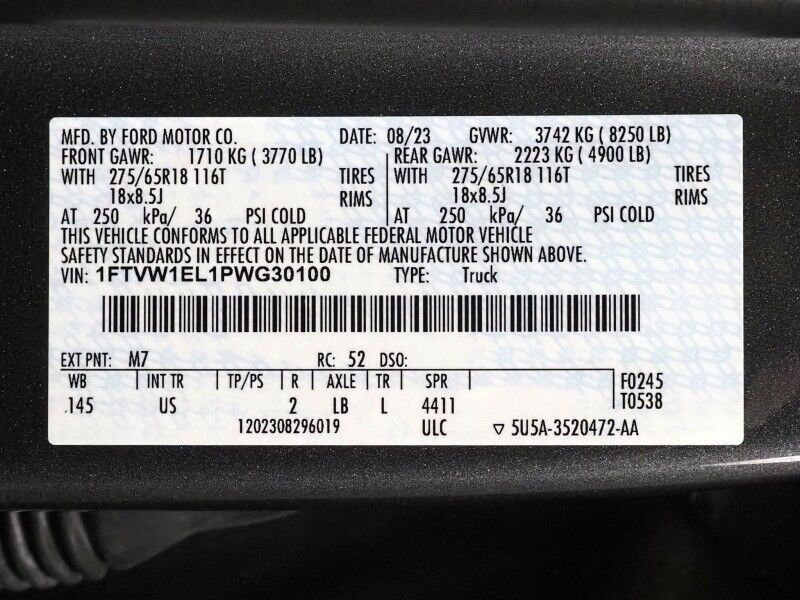 MFD. BY FORD MOTOR CO. DATE: 08/23 GVWR: 3742 KG ( 8250 LB)
FRONT GAWR: 1710 KG ( 3770 LB) REAR GAWR: 2223 KG ( 4900 LB)
WITH 275/65R18 116T TIRES WITH 275/65R18 116T TIRES
18x8.5J RIMS 18x8.5J RIMS
AT 250 kPa/ 36 PSI COLD AT 250 kPa/ 36 PSI COLD
THIS VEHICLE CONFORMS TO ALL APPLICABLE FEDERAL MOTOR VEHICLE
SAFETY STANDARDS IN EFFECT ON THE DATE OF MANUFACTURE SHOWN ABOVE.
VIN: 1FTVW1EL1PWG30100 TYPE: Truck
EXT PNT: M7 RC: 52 DSO:
WB INT TR TP/PS R AXLE TR SPR F0245
145 US 2 LB L 4411 T0538
1202308296019 ULC ▽ 5U5A-3520472-AA